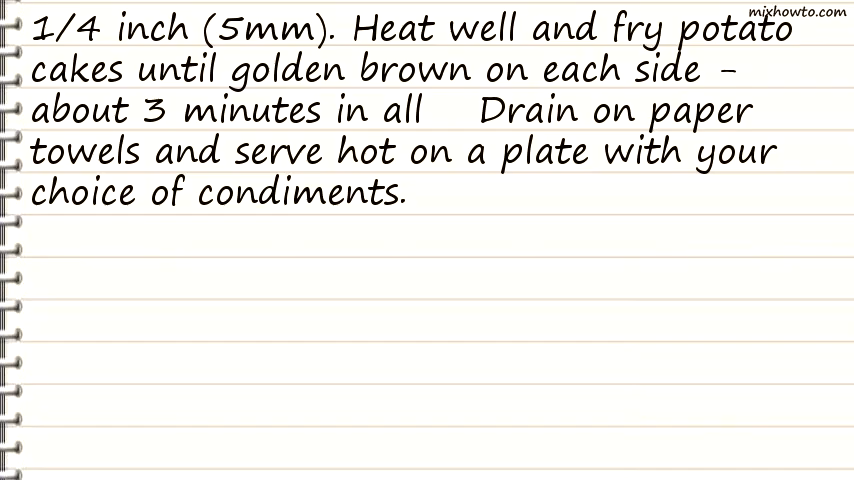 mixhowto.com
1/4 inch (5mm). Heat well and fry potato
cakes until golden brown on each side -
about 3 minutes in all    Drain on paper
towels and serve hot on a plate with your
choice of condiments.